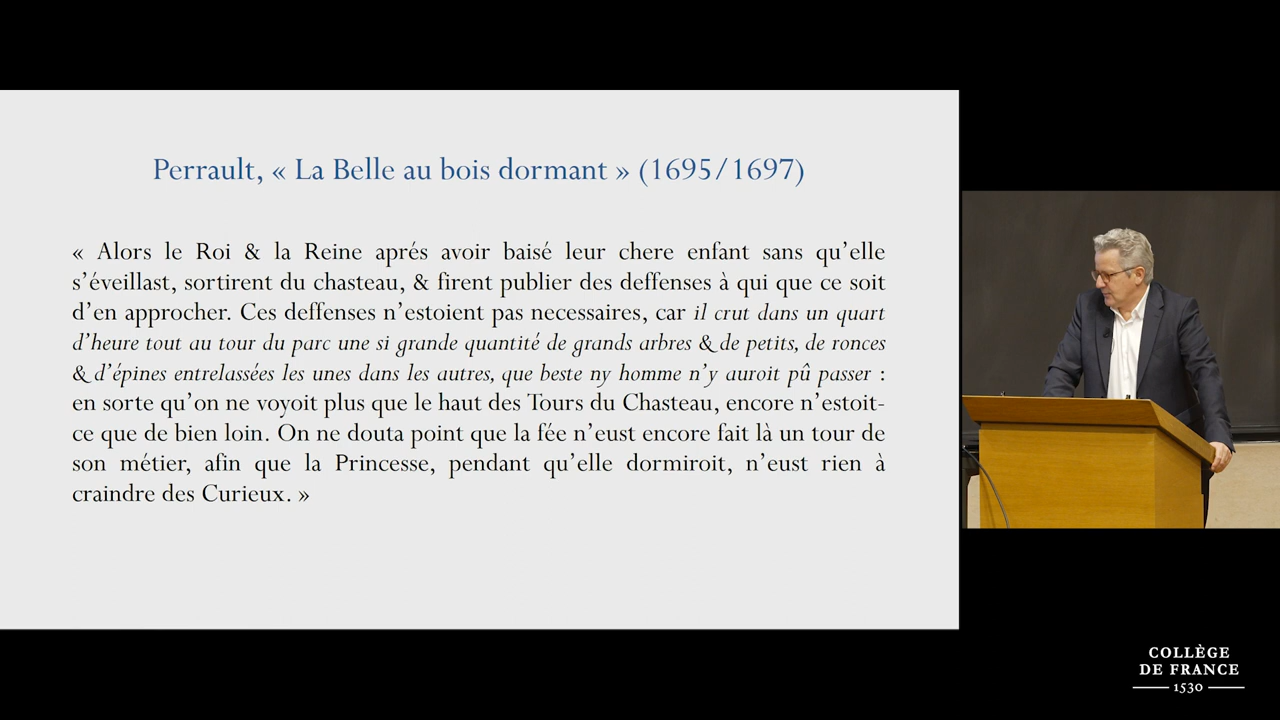 Perrault, « La Belle au bois dormant » (1695/1697)
« Alors le Roi & la Reine aprés avoir baisé leur chere enfant sans qu’elle
s’éveillast, sortirent du chasteau, & firent publier des deffenses à qui que ce soit
d’en approcher. Ces deffenses n’estoient pas necessaires, car il crut dans un quart
d’heure tout au tour du parc une si grande quantité de grands arbres & de petits, de ronces
& d’épines entrelassées les unes dans les autres, que beste ny homme n’y auroit pû passer :
en sorte qu’on ne voyoit plus que le haut des Tours du Chasteau, encore n’estoit-
ce que de bien loin. On ne douta point que la fée n’eust encore fait là un tour de
son métier, afin que la Princesse, pendant qu’elle dormiroit, n’eust rien à
craindre des Curieux. »
COLLÈGE
DE FRANCE
1530